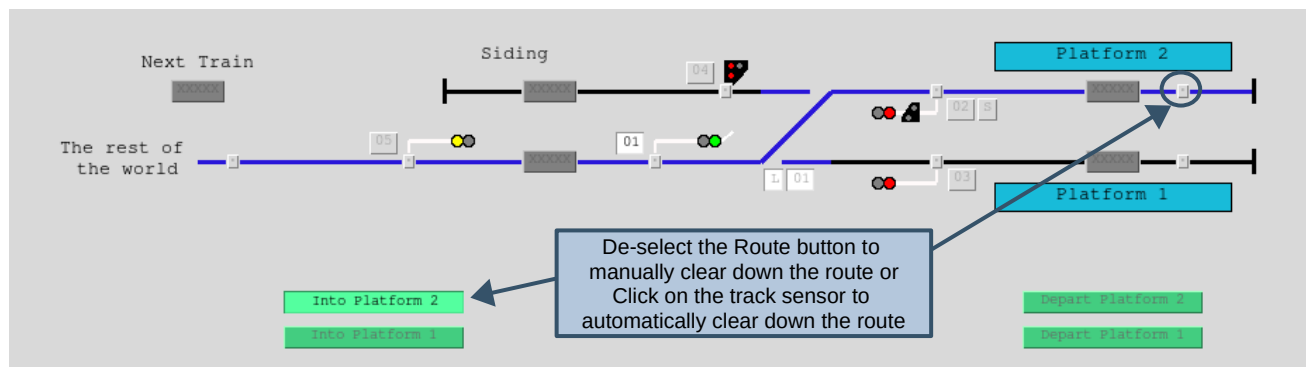 Next Train
Siding
Platform 2
XXXXX
XXXXX
04
XXXXX
02
S
The rest of
the world
05
01
XXXXX
L
01
03
XXXXX
Platform 1
De-select the Route button to
manually clear down the route or
Click on the track sensor to
automatically clear down the route
Into Platform 2
Into Platform 1
Depart Platform 2
Depart Platform 1